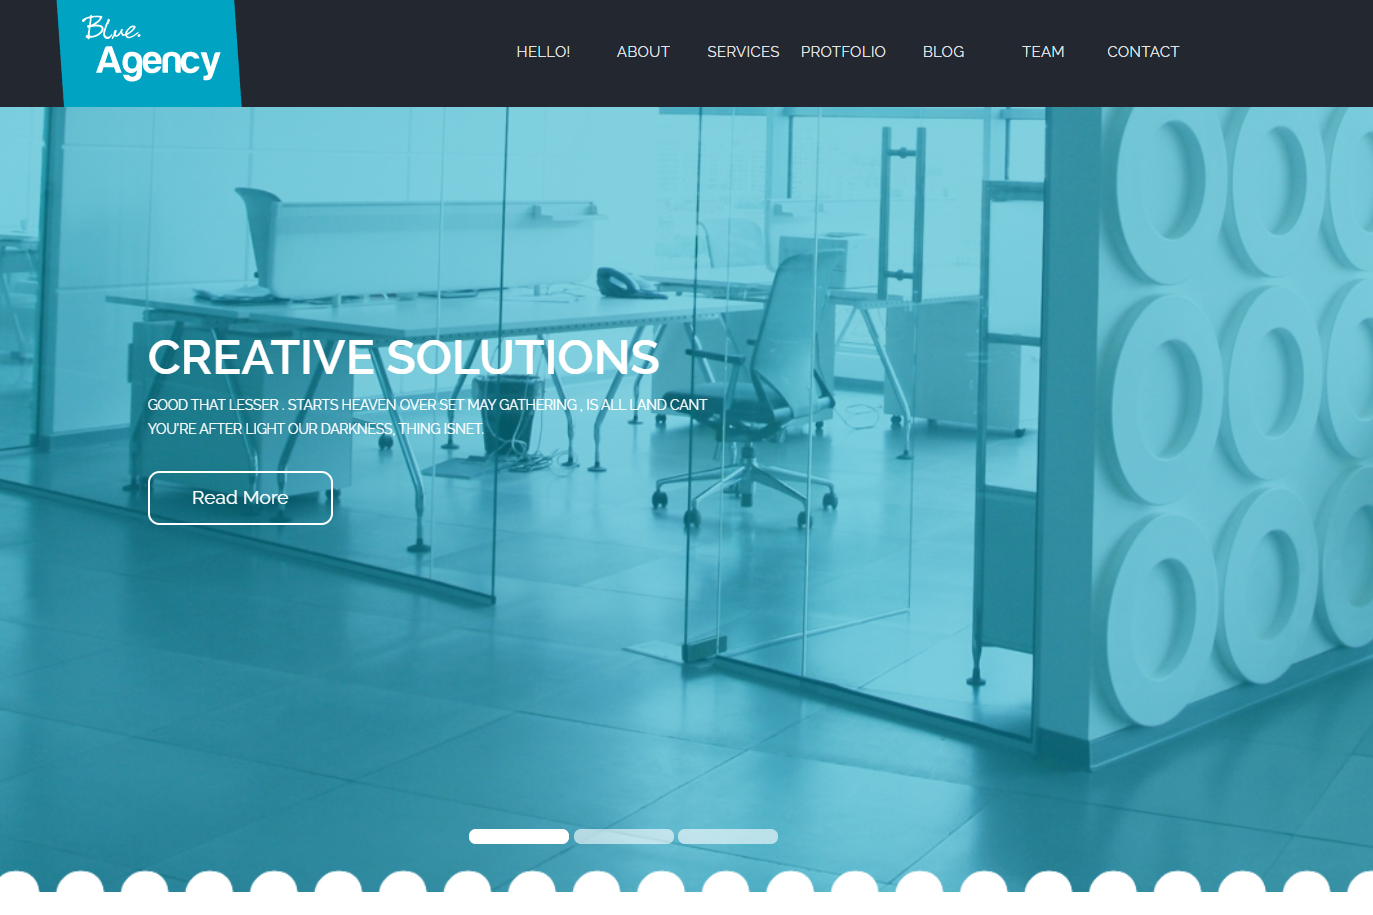 Blue.
Agency
HELLO! ABOUT SERVICES PROTFOLIO BLOG TEAM CONTACT
CREATIVE SOLUTIONS
GOOD THAT LESSER . STARTS HEAVEN OVER SET MAY GATHERING , IS ALL LAND CANT
YOU'RE AFTER LIGHT OUR DARKNESS, THING ISNET.
Read More